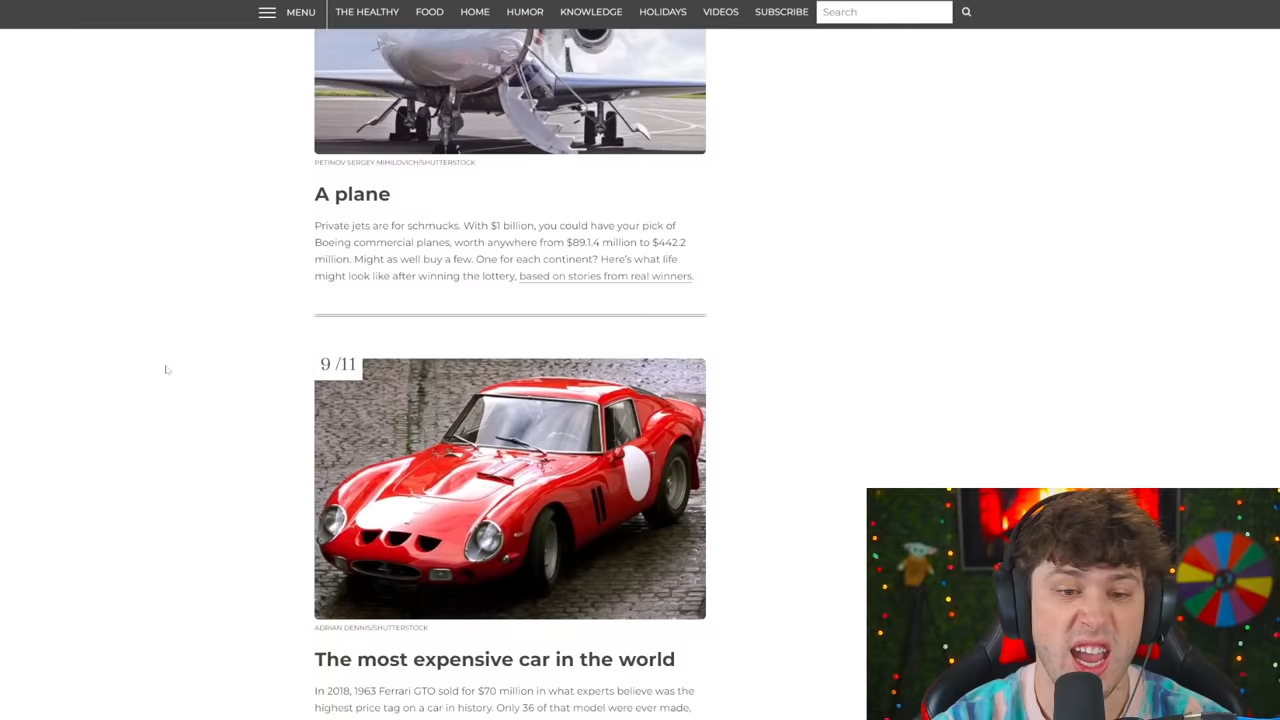 MENU THE HEALTHY FOOD HOME HUMOR KNOWLEDGE HOLIDAYS VIDEOS SUBSCRIBE Search
PETINOV SERGEY MIHILOVICH/SHUTTERSTOCK
A plane
Private jets are for schmucks. With $1 billion, you could have your pick of
Boeing commercial planes, worth anywhere from $89.1.4 million to $442.2
million. Might as well buy a few. One for each continent? Here's what life
might look like after winning the lottery, based on stories from real winners.
9 /11
ADRIAN DENNIS/SHUTTERSTOCK
The most expensive car in the world
In 2018, 1963 Ferrari GTO sold for $70 million in what experts believe was the
highest price tag on a car in history. Only 36 of that model were ever made,